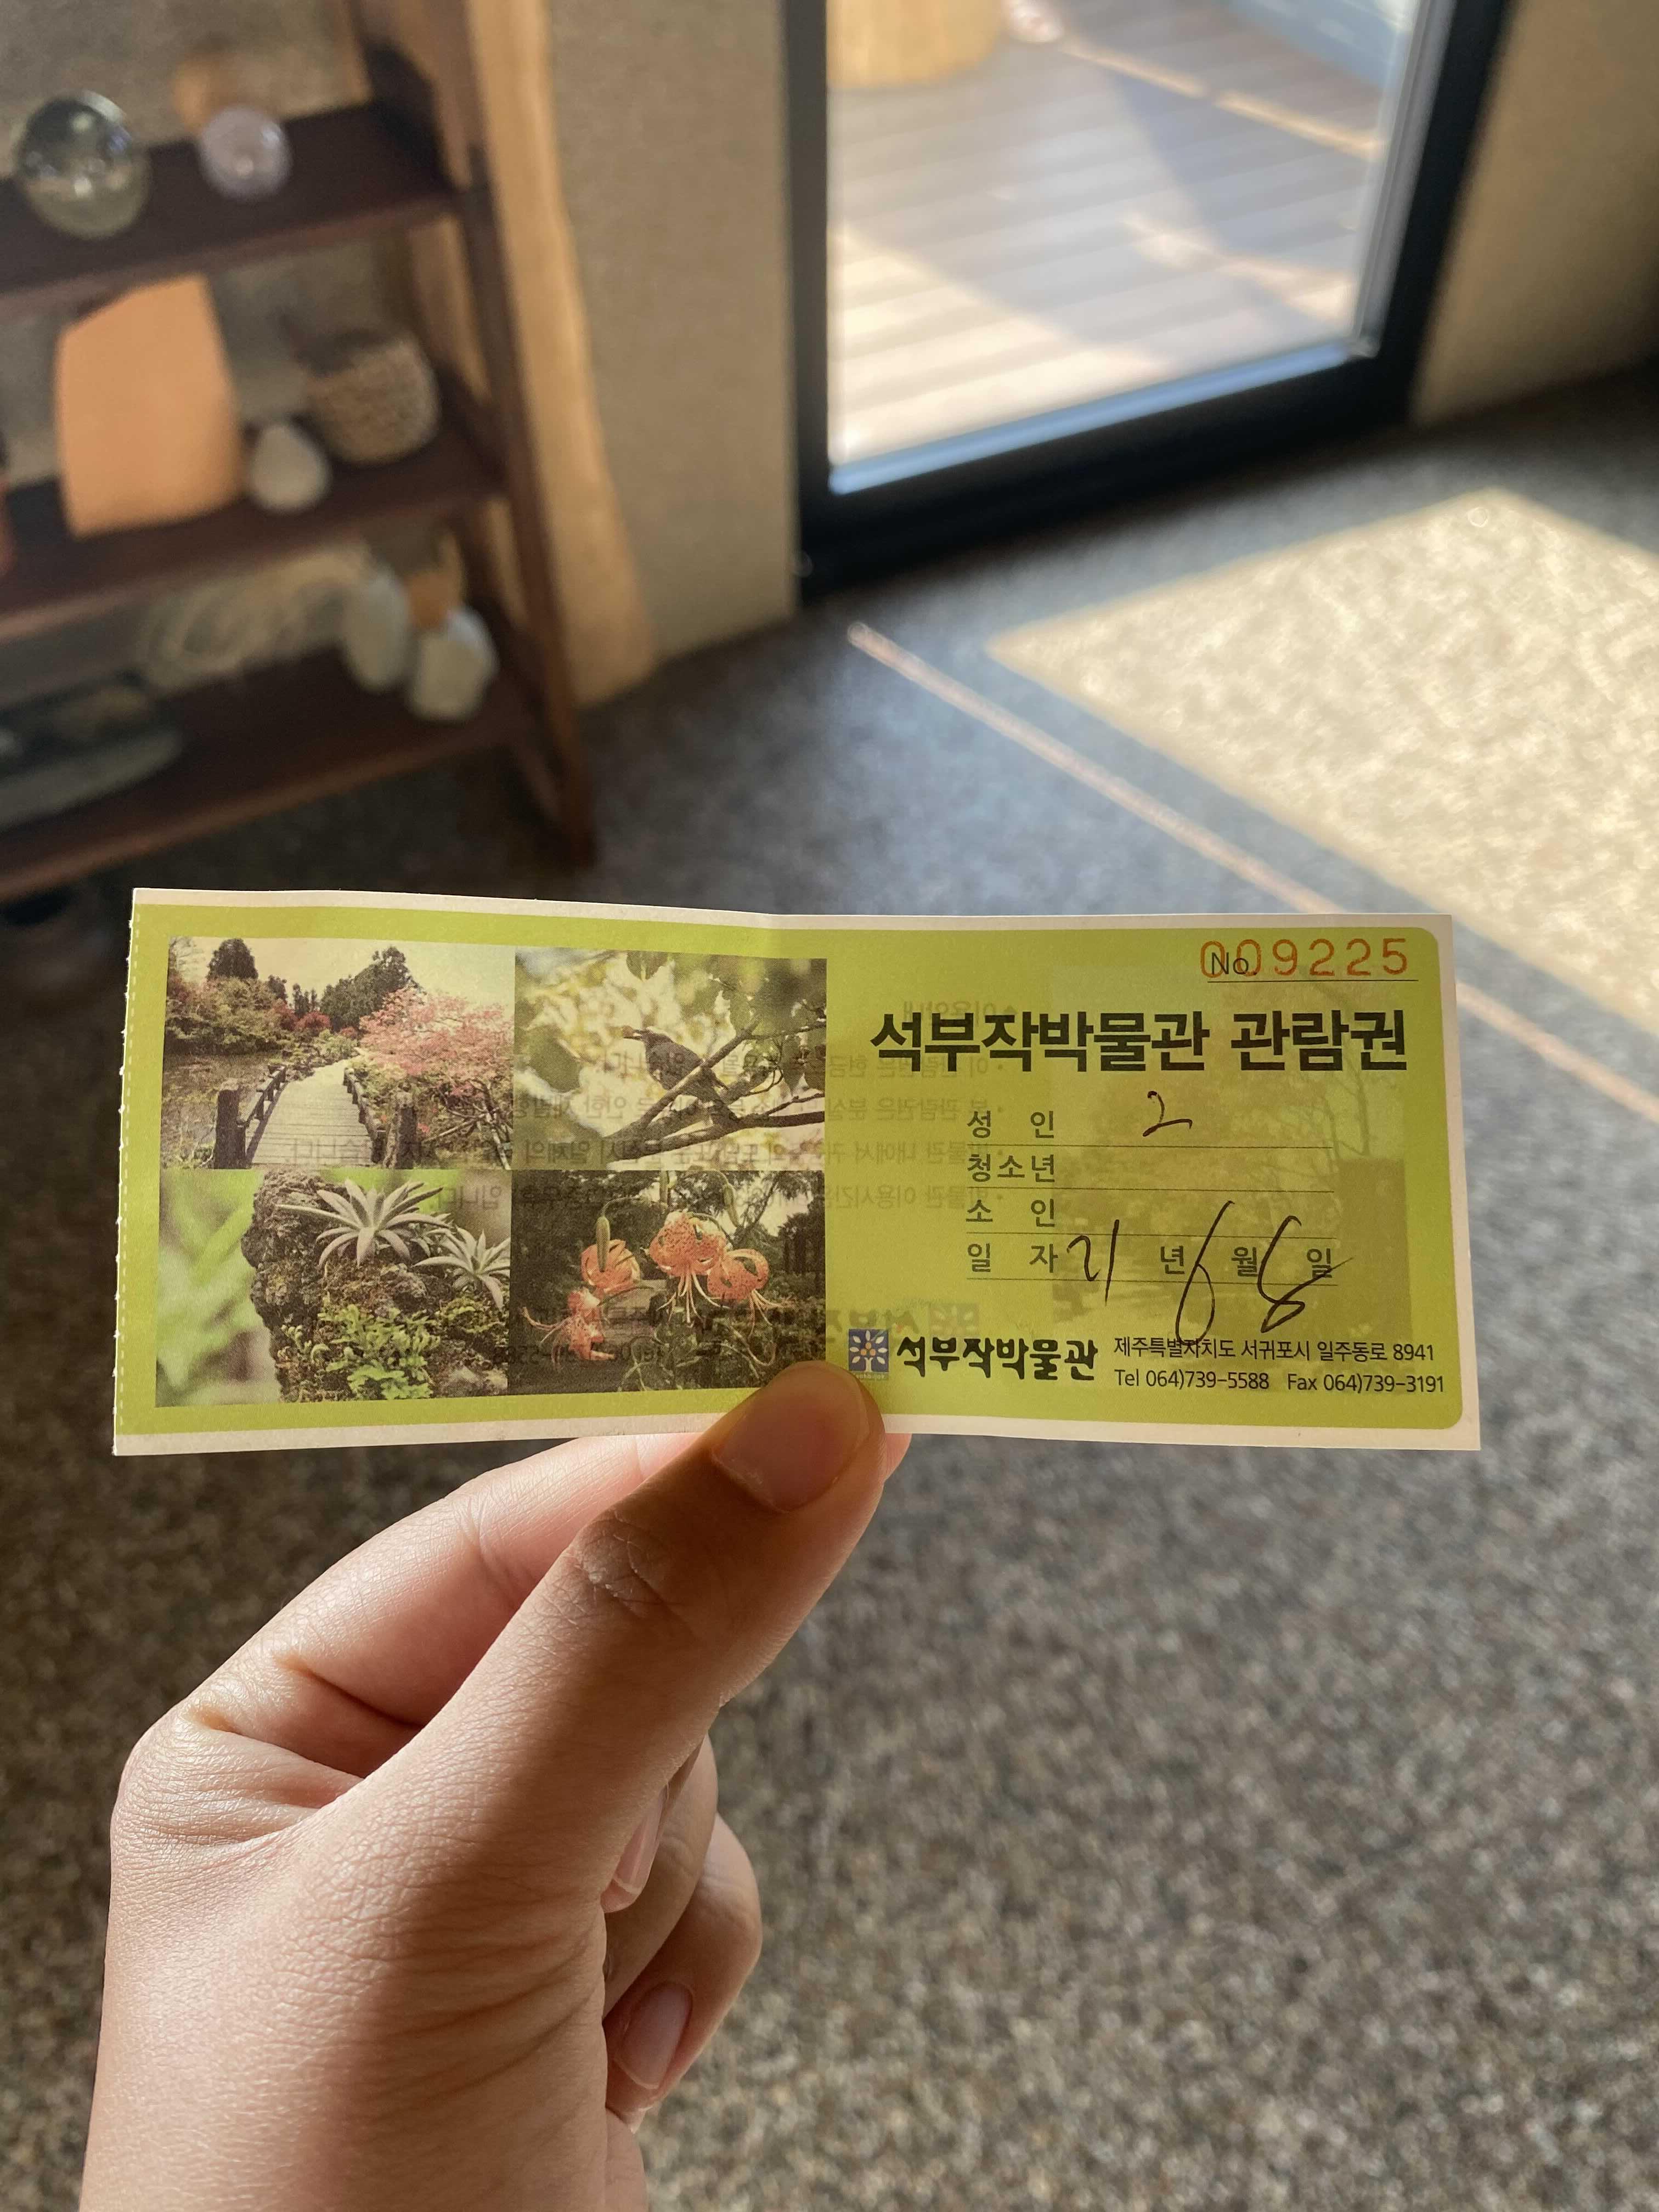 No. 009225
석부작박물관 관람권
성 인 2
청소년
소 인
일 자 21 년 6 월 8 일
석부작박물관
제주특별자치도 서귀포시 일주동로 8941
Tel 064)739-5588 Fax 064)739-3191